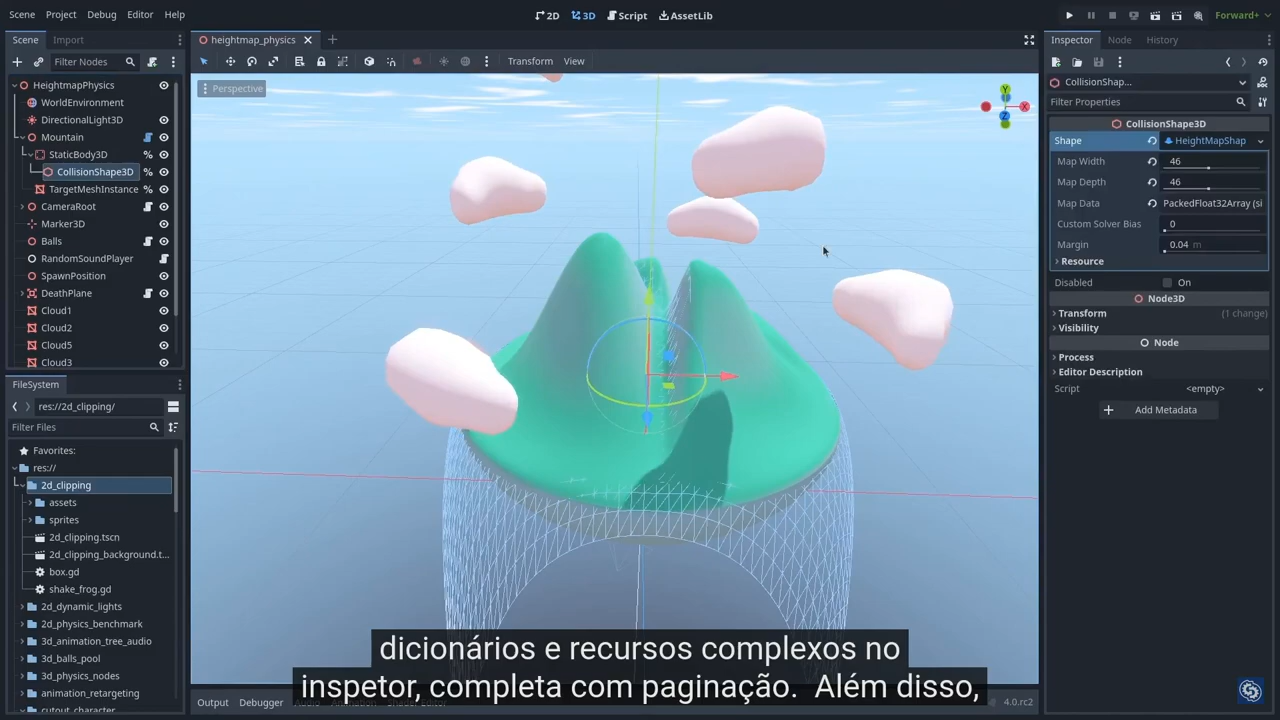 Scene Project Debug Editor Help
2D 3D Script AssetLib
Forward+
Scene Import
Filter Nodes
HeightmapPhysics
WorldEnvironment
DirectionalLight3D
Mountain
StaticBody3D
CollisionShape3D
TargetMeshInstance
CameraRoot
Marker3D
Balls
RandomSoundPlayer
SpawnPosition
DeathPlane
Cloud1
Cloud2
Cloud5
Cloud3
FileSystem
res://2d_clipping/
Filter Files
Favorites:
res://
2d_clipping
assets
sprites
2d_clipping.tscn
2d_clipping_background.t...
box.gd
shake_frog.gd
2d_dynamic_lights
2d_physics_benchmark
3d_animation_tree_audio
3d_balls_pool
3d_physics_nodes
animation_retargeting
cutout_character
heightmap_physics
Transform View
Perspective
Y
X
Z
dicionários e recursos complexos no
inspetor, completa com paginação. Além disso,
Output Debugger
4.0.rc2
Inspector Node History
CollisionShap...
Filter Properties
CollisionShape3D
Shape HeightMapShap
Map Width 46
Map Depth 46
Map Data PackedFloat32Array (si
Custom Solver Bias 0
Margin 0.04 m
Resource
Disabled On
Node3D
Transform (1 change)
Visibility
Node
Process
Editor Description
Script <empty>
Add Metadata